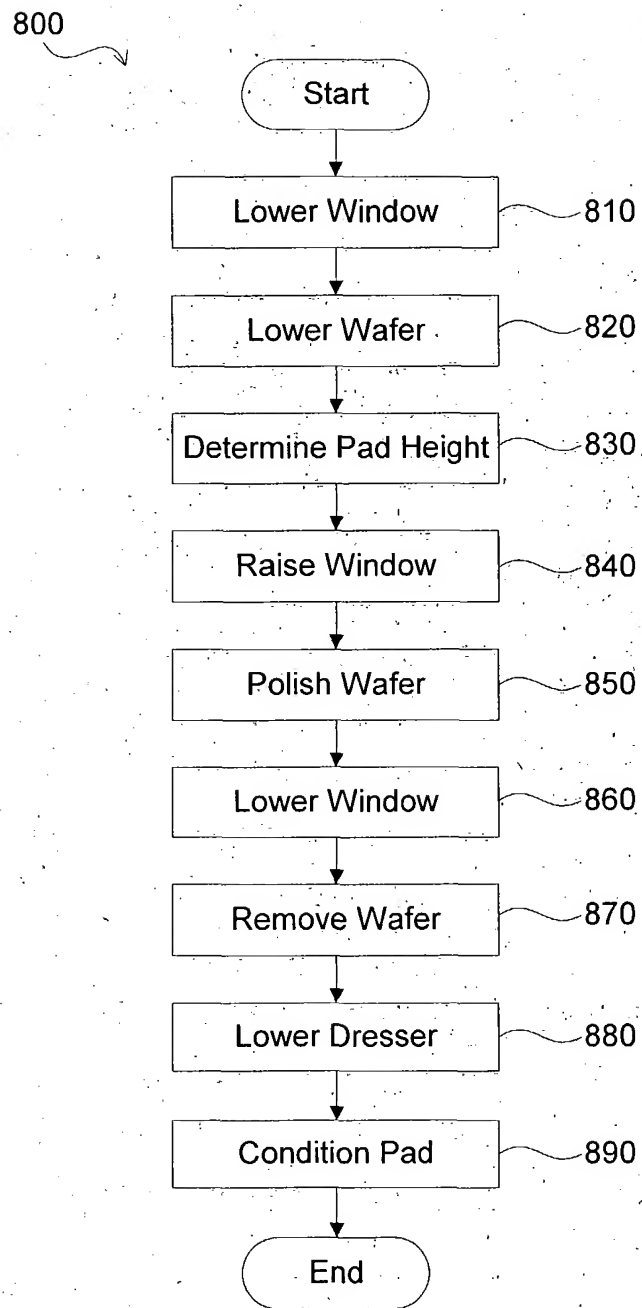 800
Start
Lower Window 810
Lower Wafer 820
Determine Pad Height 830
Raise Window 840
Polish Wafer 850
Lower Window 860
Remove Wafer 870
Lower Dresser 880
Condition Pad 890
End